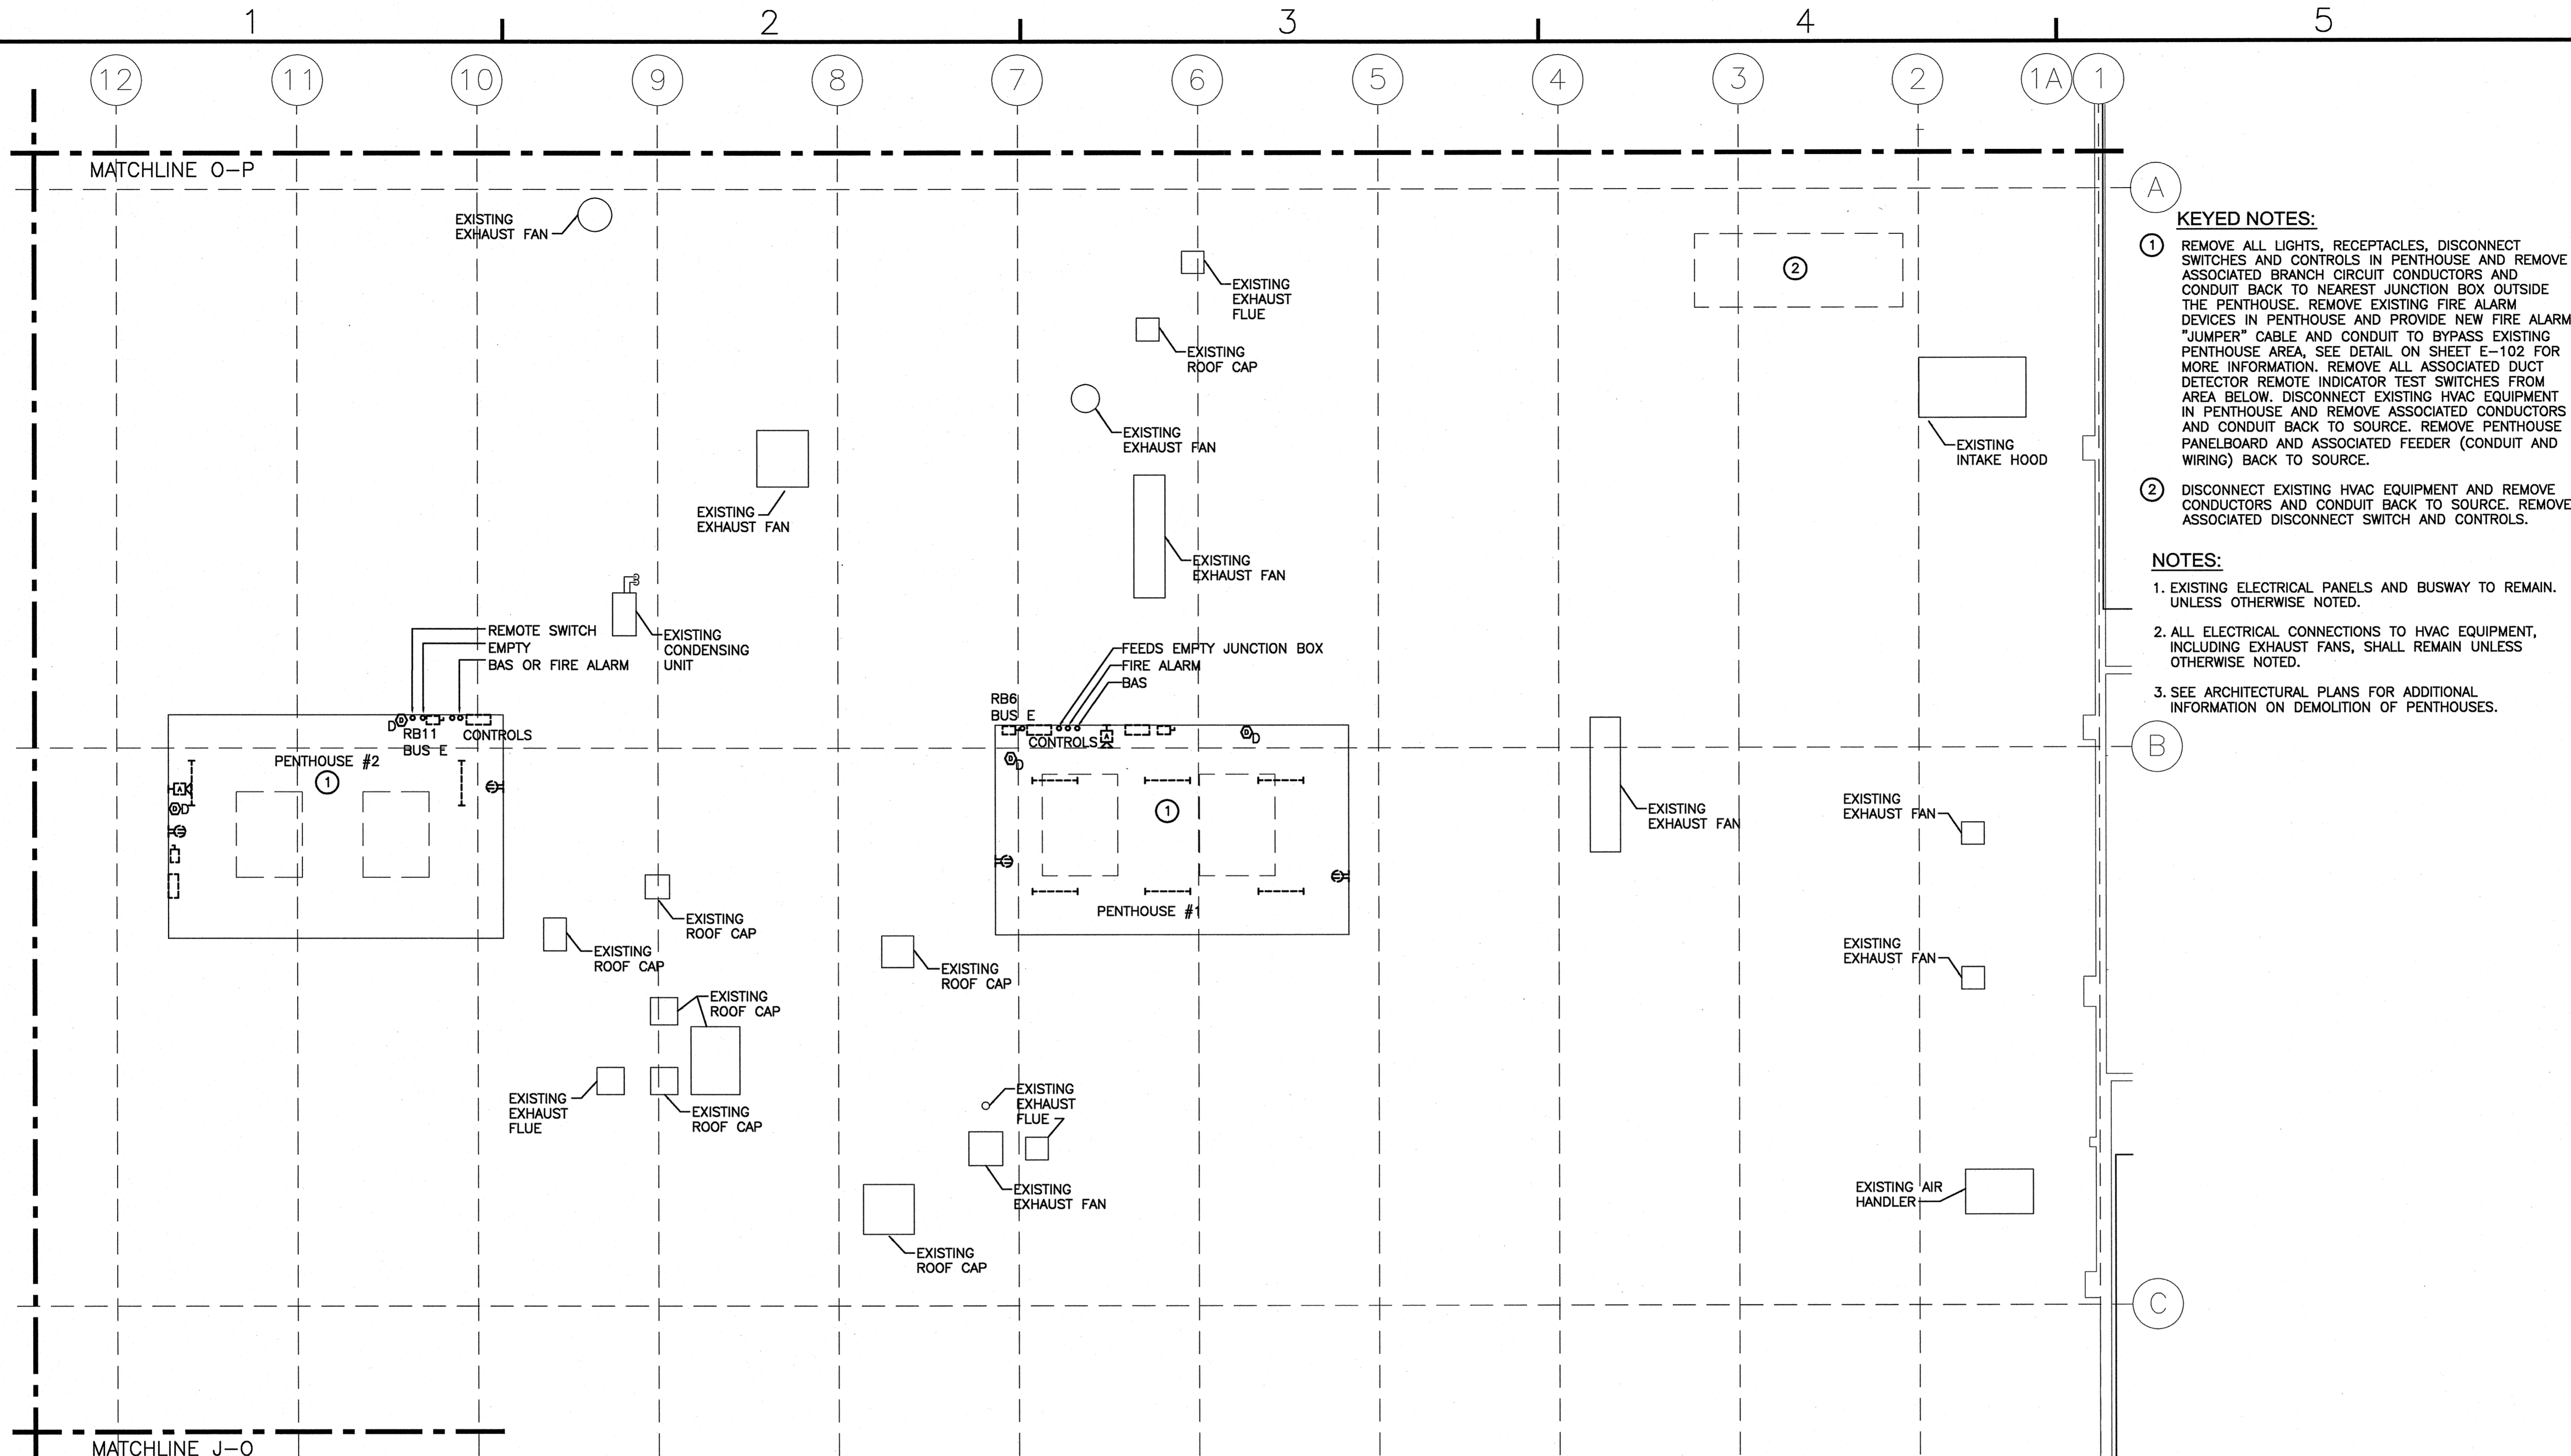 1 2 3 4 5
12 11 10 9 8 7 6 5 4 3 2 1A 1
MATCHLINE O-P
A
EXISTING
EXHAUST FAN
EXISTING
EXHAUST
FLUE
EXISTING
ROOF CAP
EXISTING
EXHAUST FAN
2
EXISTING
INTAKE HOOD
EXISTING
EXHAUST FAN
EXISTING
EXHAUST FAN
REMOTE SWITCH
EMPTY
BAS OR FIRE ALARM
EXISTING
CONDENSING
UNIT
FEEDS EMPTY JUNCTION BOX
FIRE ALARM
BAS
D
D
RB11
BUS E
CONTROLS
PENTHOUSE #2
1
A
D
D
RB6
BUS E
CONTROLS
A
D
D
D
D
1
PENTHOUSE #1
B
EXISTING
EXHAUST FAN
EXISTING
EXHAUST FAN
EXISTING
EXHAUST FAN
EXISTING
ROOF CAP
EXISTING
ROOF CAP
EXISTING
ROOF CAP
EXISTING
ROOF CAP
EXISTING
EXHAUST
FLUE
EXISTING
ROOF CAP
EXISTING
EXHAUST
FLUE
EXISTING
EXHAUST FAN
EXISTING
ROOF CAP
EXISTING AIR
HANDLER
C
MATCHLINE J-O
KEYED NOTES:
1 REMOVE ALL LIGHTS, RECEPTACLES, DISCONNECT
SWITCHES AND CONTROLS IN PENTHOUSE AND REMOVE
ASSOCIATED BRANCH CIRCUIT CONDUCTORS AND
CONDUIT BACK TO NEAREST JUNCTION BOX OUTSIDE
THE PENTHOUSE. REMOVE EXISTING FIRE ALARM
DEVICES IN PENTHOUSE AND PROVIDE NEW FIRE ALARM
"JUMPER" CABLE AND CONDUIT TO BYPASS EXISTING
PENTHOUSE AREA, SEE DETAIL ON SHEET E-102 FOR
MORE INFORMATION. REMOVE ALL ASSOCIATED DUCT
DETECTOR REMOTE INDICATOR TEST SWITCHES FROM
AREA BELOW. DISCONNECT EXISTING HVAC EQUIPMENT
IN PENTHOUSE AND REMOVE ASSOCIATED CONDUCTORS
AND CONDUIT BACK TO SOURCE. REMOVE PENTHOUSE
PANELBOARD AND ASSOCIATED FEEDER (CONDUIT AND
WIRING) BACK TO SOURCE.
2 DISCONNECT EXISTING HVAC EQUIPMENT AND REMOVE
CONDUCTORS AND CONDUIT BACK TO SOURCE. REMOVE
ASSOCIATED DISCONNECT SWITCH AND CONTROLS.
NOTES:
1. EXISTING ELECTRICAL PANELS AND BUSWAY TO REMAIN.
UNLESS OTHERWISE NOTED.
2. ALL ELECTRICAL CONNECTIONS TO HVAC EQUIPMENT,
INCLUDING EXHAUST FANS, SHALL REMAIN UNLESS
OTHERWISE NOTED.
3. SEE ARCHITECTURAL PLANS FOR ADDITIONAL
INFORMATION ON DEMOLITION OF PENTHOUSES.